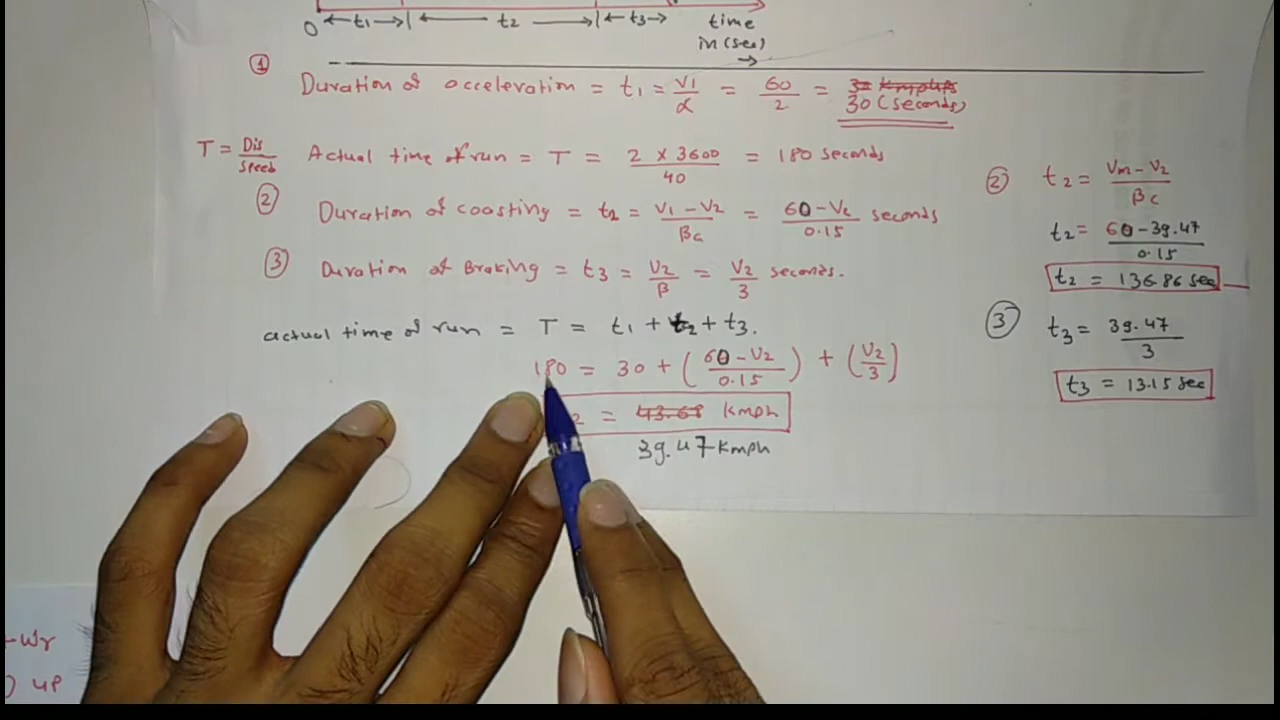 0 ←t1→ | ← t2 → | ← t3 → time
in (sec)
→
① Duration of acceleration = t1 = V1/α = 60/2 = 30 (seconds)
T = Dis/Speed Actual time of run = T = 2 × 3600/40 = 180 seconds
② Duration of coasting = t2 = V1 - V2/βc = 60 - V2/0.15 seconds
③ Duration of Braking = t3 = V2/β = V2/3 seconds.
actual time of run = T = t1 + t2 + t3.
180 = 30 + (60 - V2/0.15) + (V2/3)
2 = 43.68 kmph
39.47 kmph
② t2 = Vm - V2/βc
t2 = 60 - 39.47/0.15
t2 = 136.86 sec
③ t3 = 39.47/3
t3 = 13.15 sec
+ Wr
) up